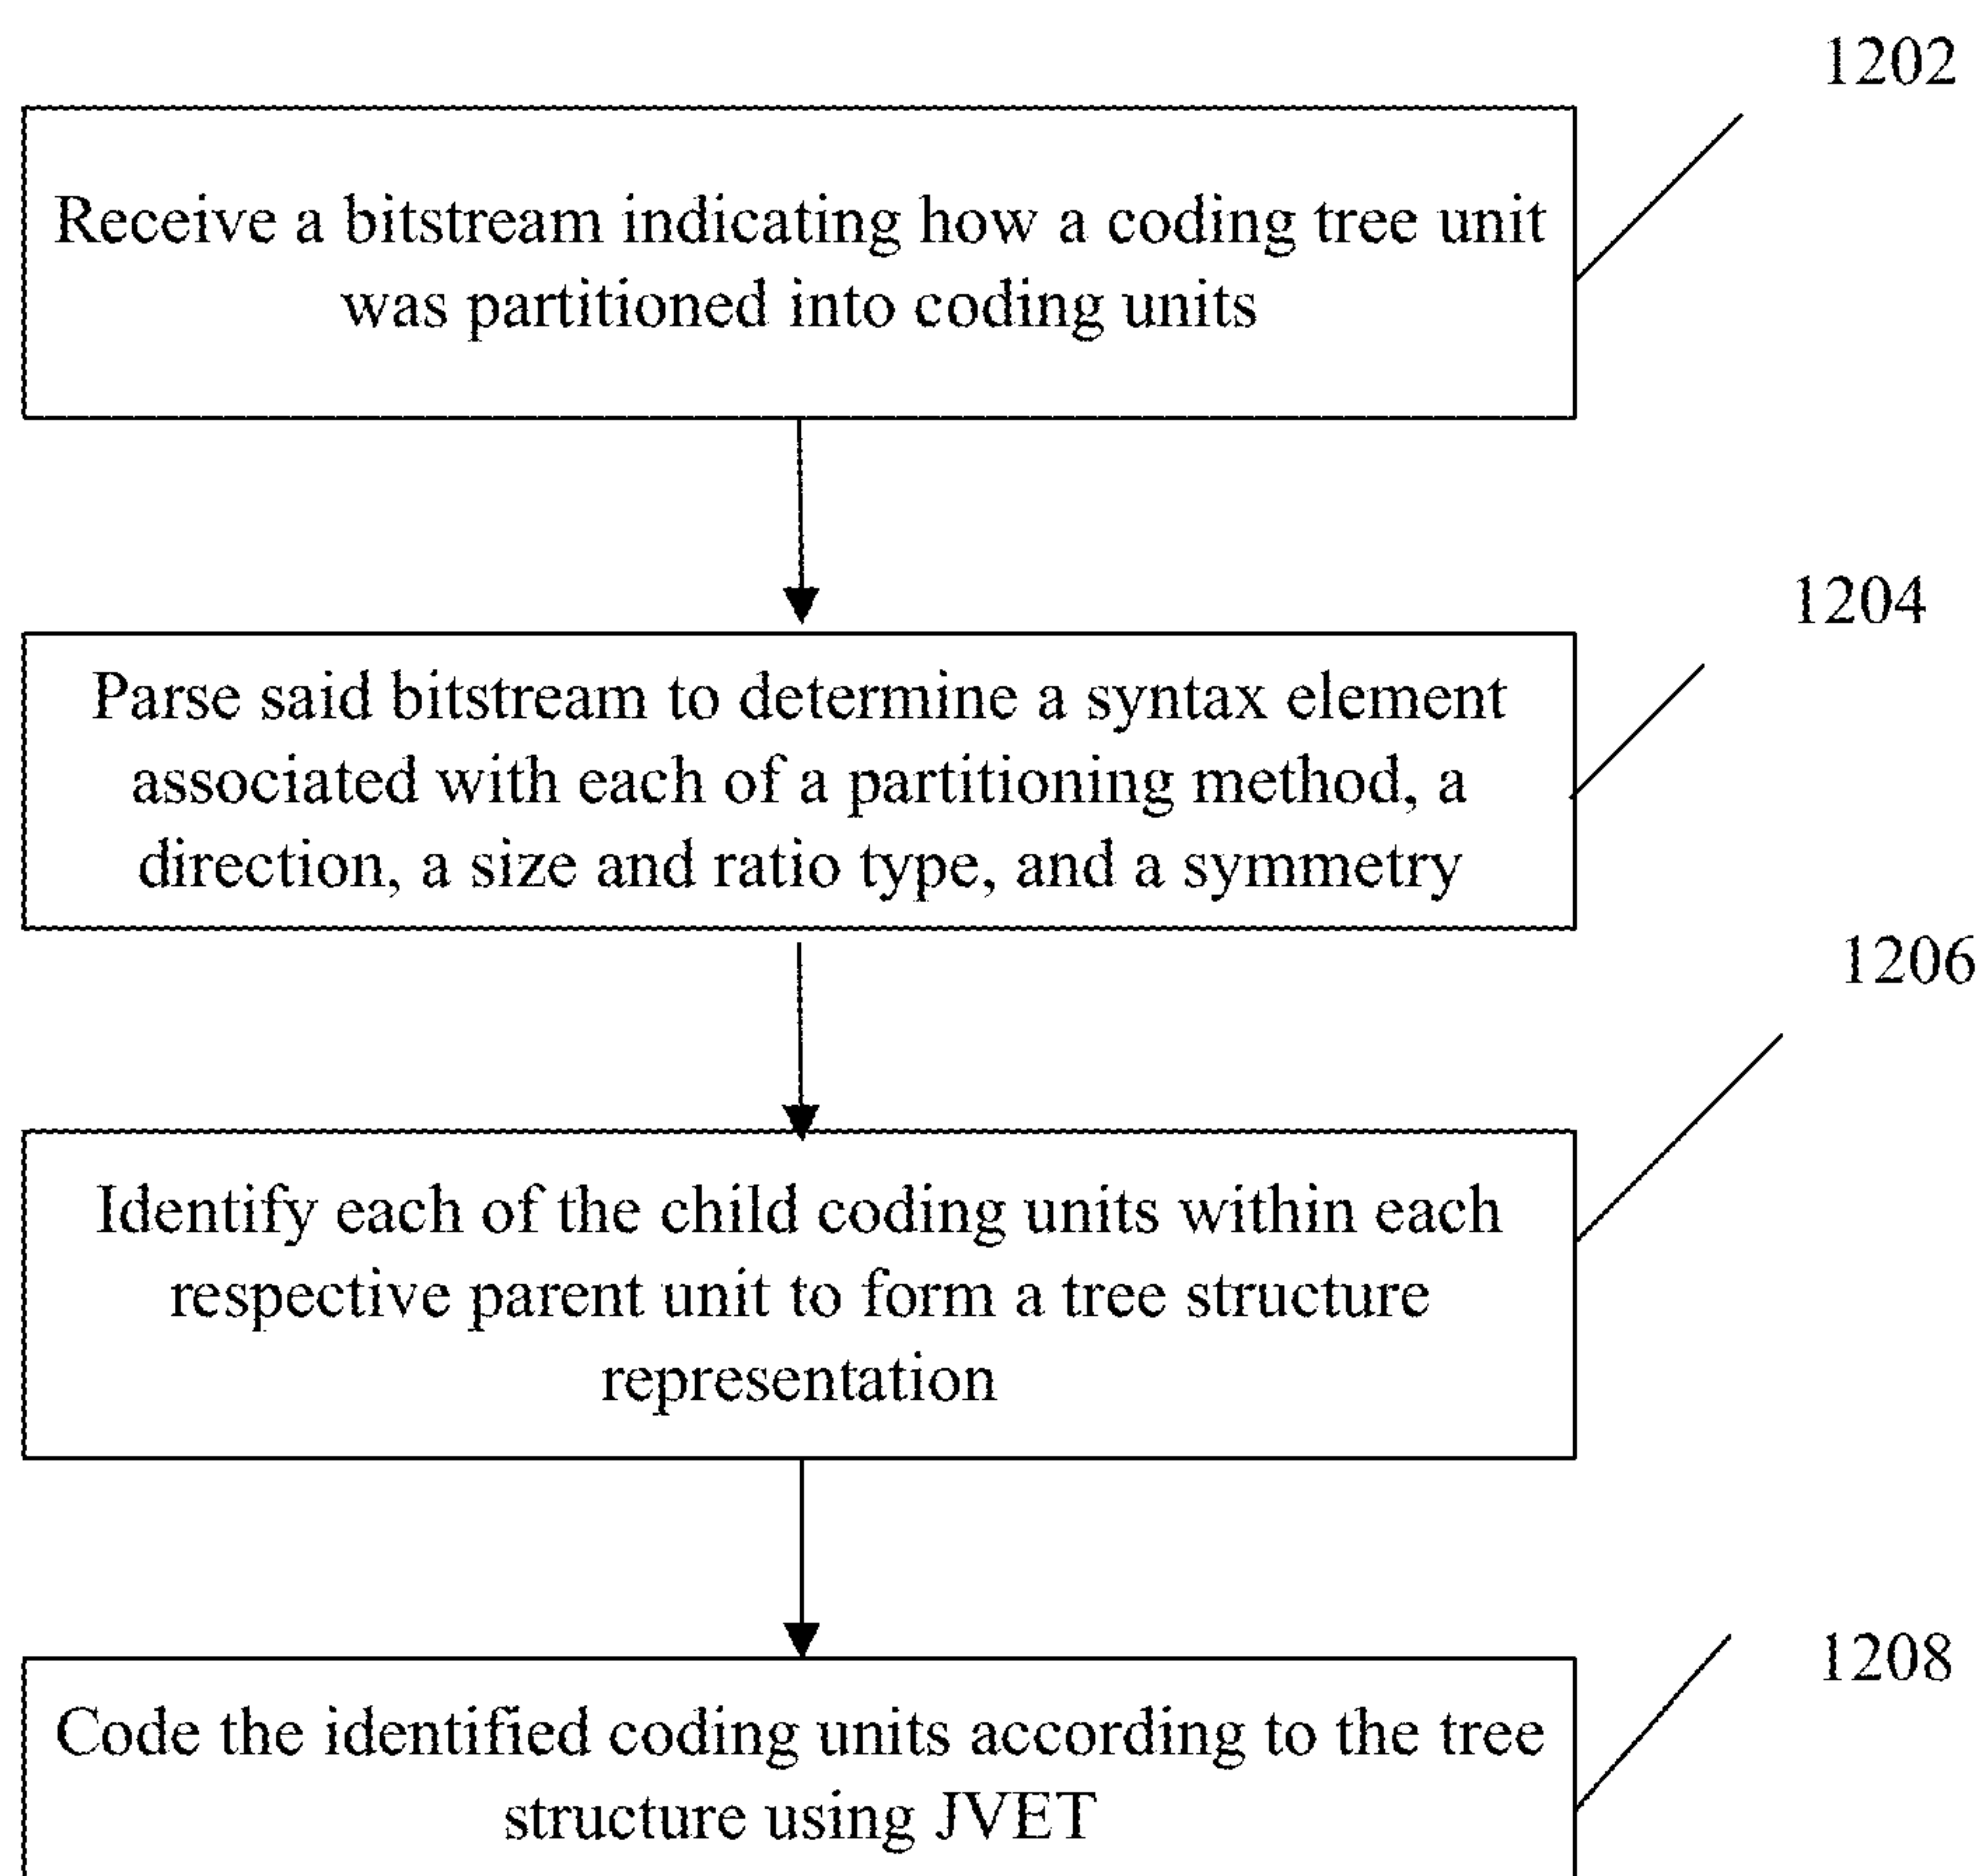 1202
Receive a bitstream indicating how a coding tree unit
was partitioned into coding units
1204
Parse said bitstream to determine a syntax element
associated with each of a partitioning method, a
direction, a size and ratio type, and a symmetry
1206
Identify each of the child coding units within each
respective parent unit to form a tree structure
representation
1208
Code the identified coding units according to the tree
structure using JVET